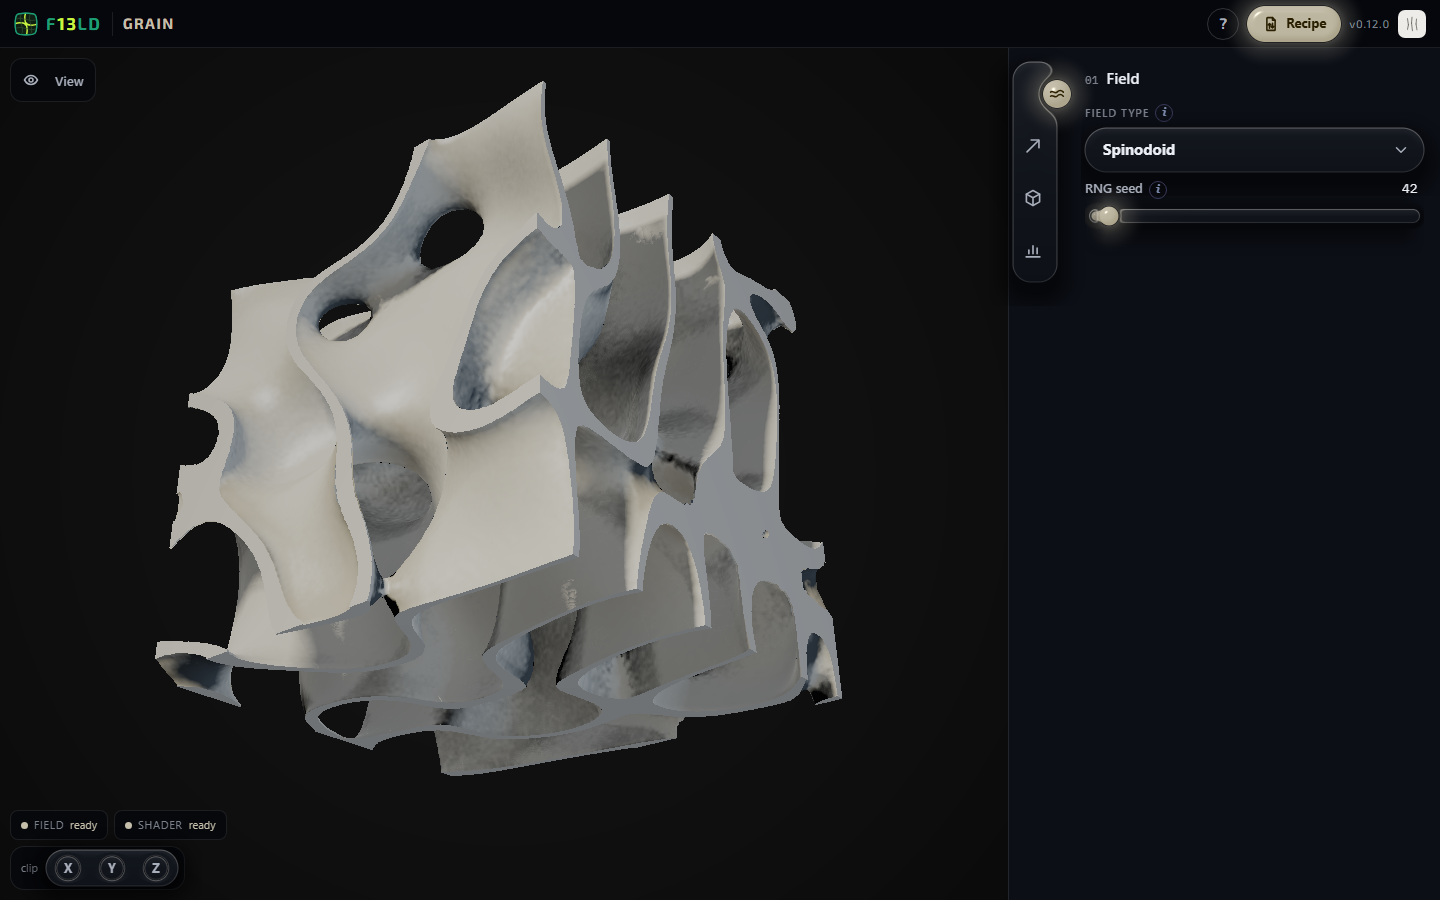 F13LD GRAIN
? Recipe v0.12.0
View
01 Field
FIELD TYPE i
Spinodoid
RNG seed i 42
FIELD ready SHADER ready
clip X Y Z